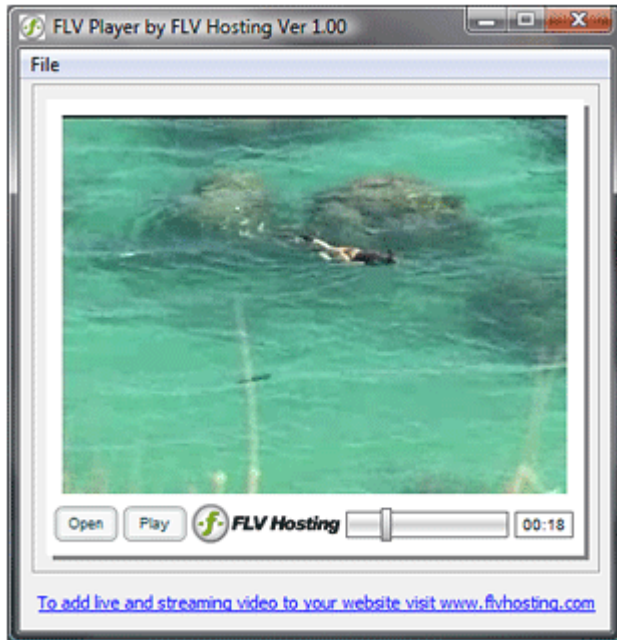 FLV Player by FLV Hosting Ver 1.00
File
Open Play FLV Hosting 00:18
To add live and streaming video to your website visit www.flvhosting.com